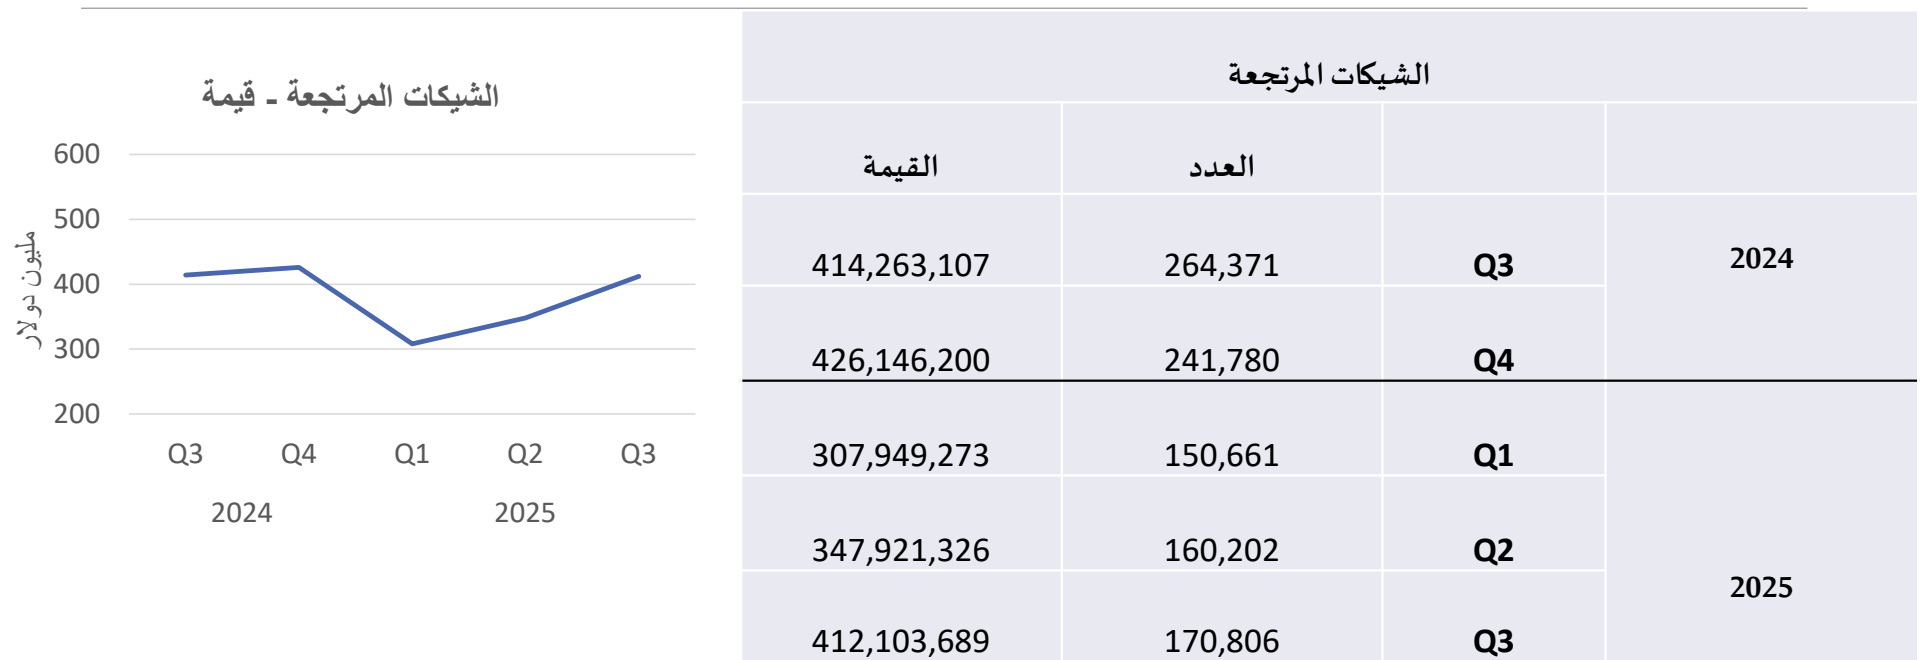 الشيكات المرتجعة - قيمة
مليون دولار
600
500
400
300
200
Q3 Q4 Q1 Q2 Q3
2024 2025
الشيكات المرتجعة
العدد القيمة
2024 Q3 264,371 414,263,107
Q4 241,780 426,146,200
2025 Q1 150,661 307,949,273
Q2 160,202 347,921,326
Q3 170,806 412,103,689